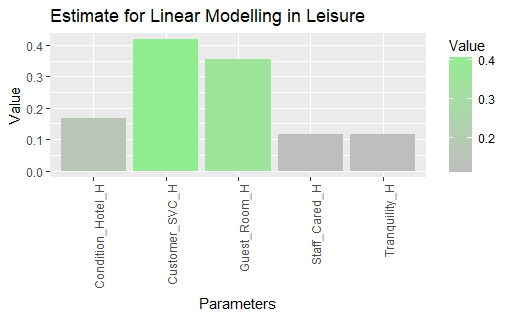 Estimate for Linear Modelling in Leisure
Value
0.4
0.3
0.2
0.1
0.0
Condition_Hotel_H
Customer_SVC_H
Guest_Room_H
Staff_Cared_H
Tranquility_H
Parameters
Value
0.4
0.3
0.2